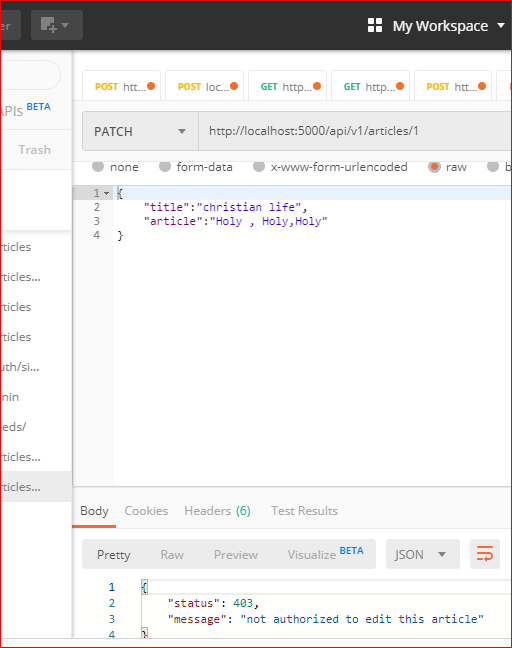 er
My Workspace
POST htt...
POST loc...
GET http...
GET http...
POST htt...
APIs BETA
PATCH
http://localhost:5000/api/v1/articles/1
Trash
none
form-data
x-www-form-urlencoded
raw
b
1 {
2 "title":"christian life",
3 "article":"Holy , Holy,Holy"
4 }
rticles
rticles...
rticles
rticles
uth/si...
min
eeds/
rticles...
rticles...
Body
Cookies
Headers (6)
Test Results
Pretty
Raw
Preview
Visualize BETA
JSON
1 {
2 "status": 403,
3 "message": "not authorized to edit this article"
4 }